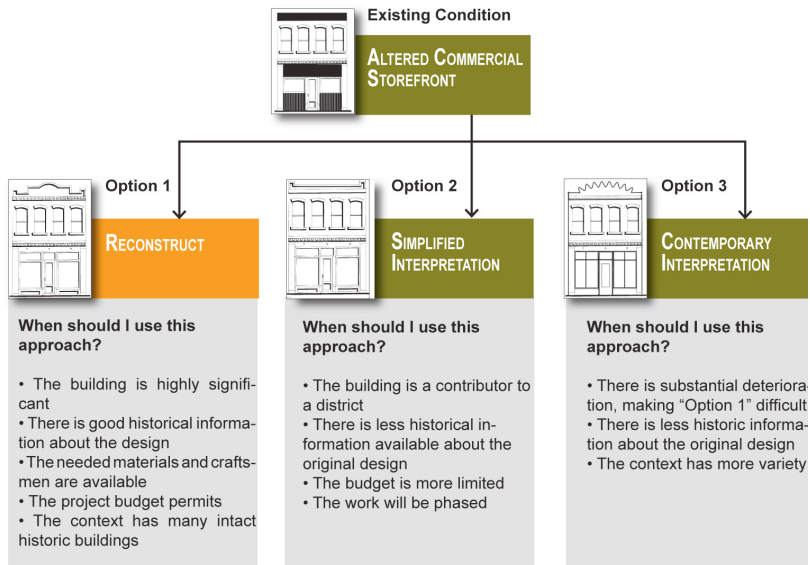 Existing Condition
ALTERED COMMERCIAL
STOREFRONT
Option 1
RECONSTRUCT
When should I use this
approach?
• The building is highly signifi-
cant
• There is good historical informa-
tion about the design
• The needed materials and crafts-
men are available
• The project budget permits
• The context has many intact
historic buildings
Option 2
SIMPLIFIED
INTERPRETATION
When should I use this
approach?
• The building is a contributor to
a district
• There is less historical in-
formation available about the
original design
• The budget is more limited
• The work will be phased
Option 3
CONTEMPORARY
INTERPRETATION
When should I use this
approach?
• There is substantial deteriora-
tion, making “Option 1” difficult
• There is less historic informa-
tion about the original design
• The context has more variety